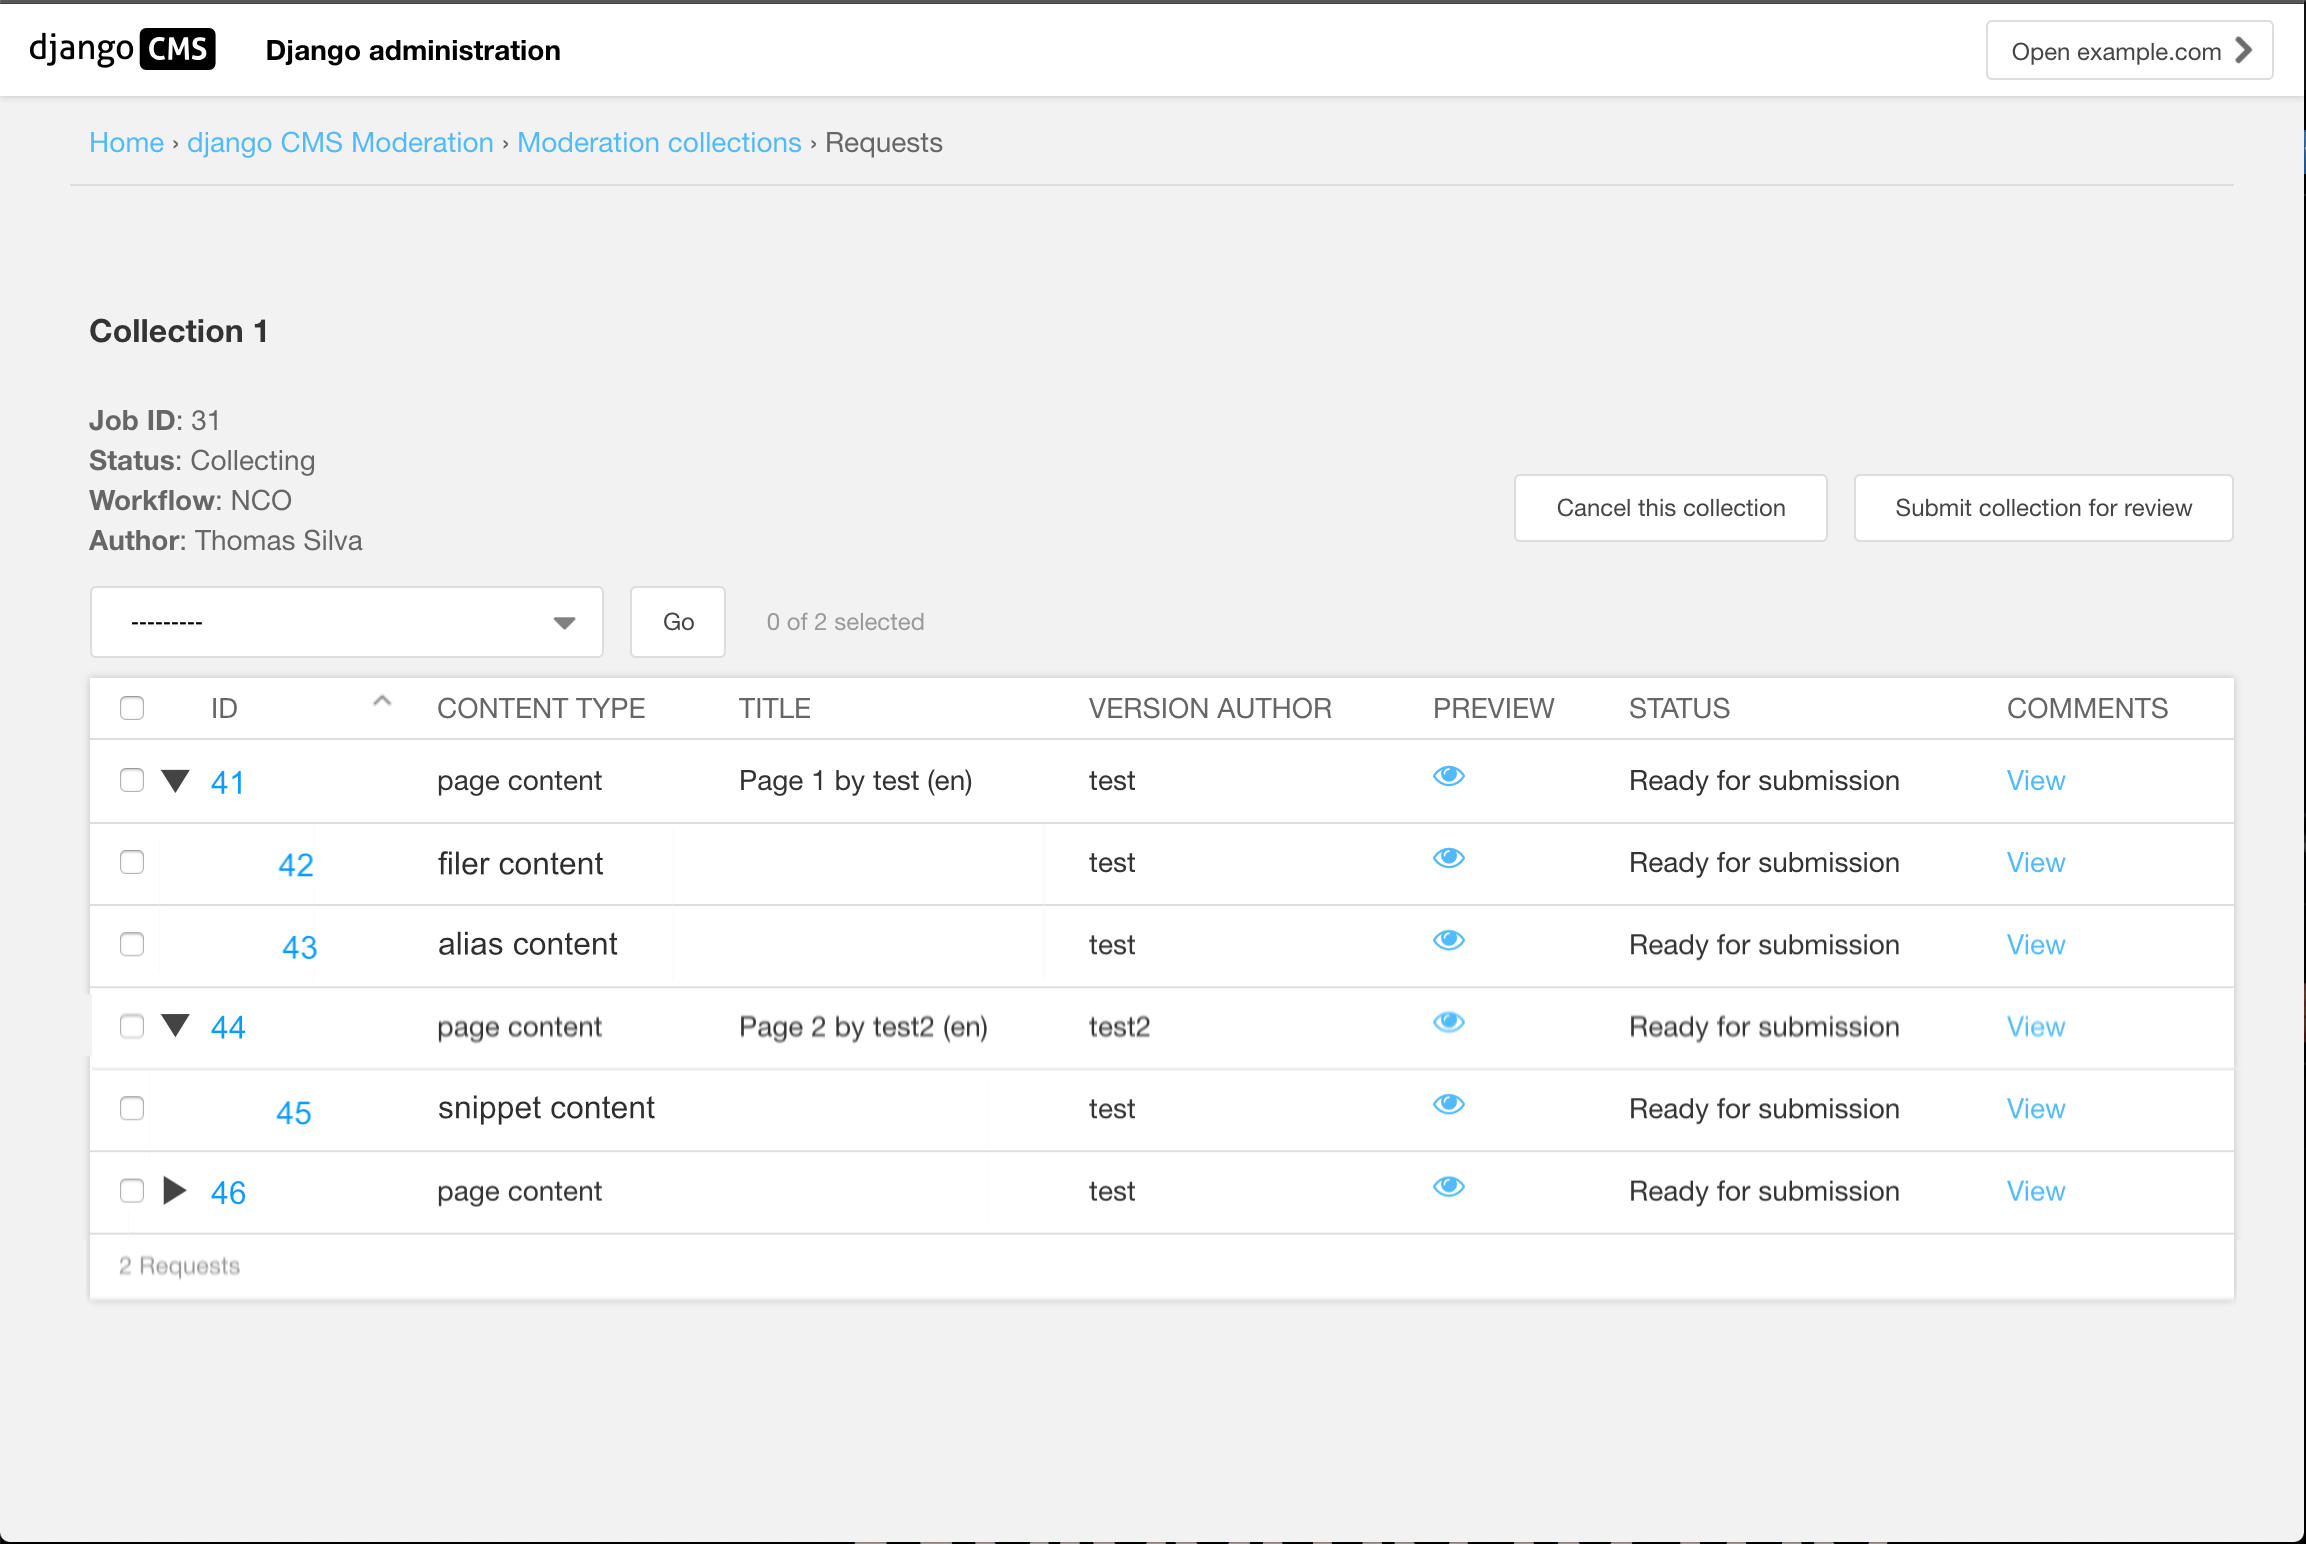 django CMS Django administration Open example.com
Home › django CMS Moderation › Moderation collections › Requests
Collection 1
Job ID: 31
Status: Collecting
Workflow: NCO
Author: Thomas Silva
Cancel this collection Submit collection for review
--------- Go 0 of 2 selected
ID CONTENT TYPE TITLE VERSION AUTHOR PREVIEW STATUS COMMENTS
41 page content Page 1 by test (en) test Ready for submission View
42 filer content test Ready for submission View
43 alias content test Ready for submission View
44 page content Page 2 by test2 (en) test2 Ready for submission View
45 snippet content test Ready for submission View
46 page content test Ready for submission View
2 Requests